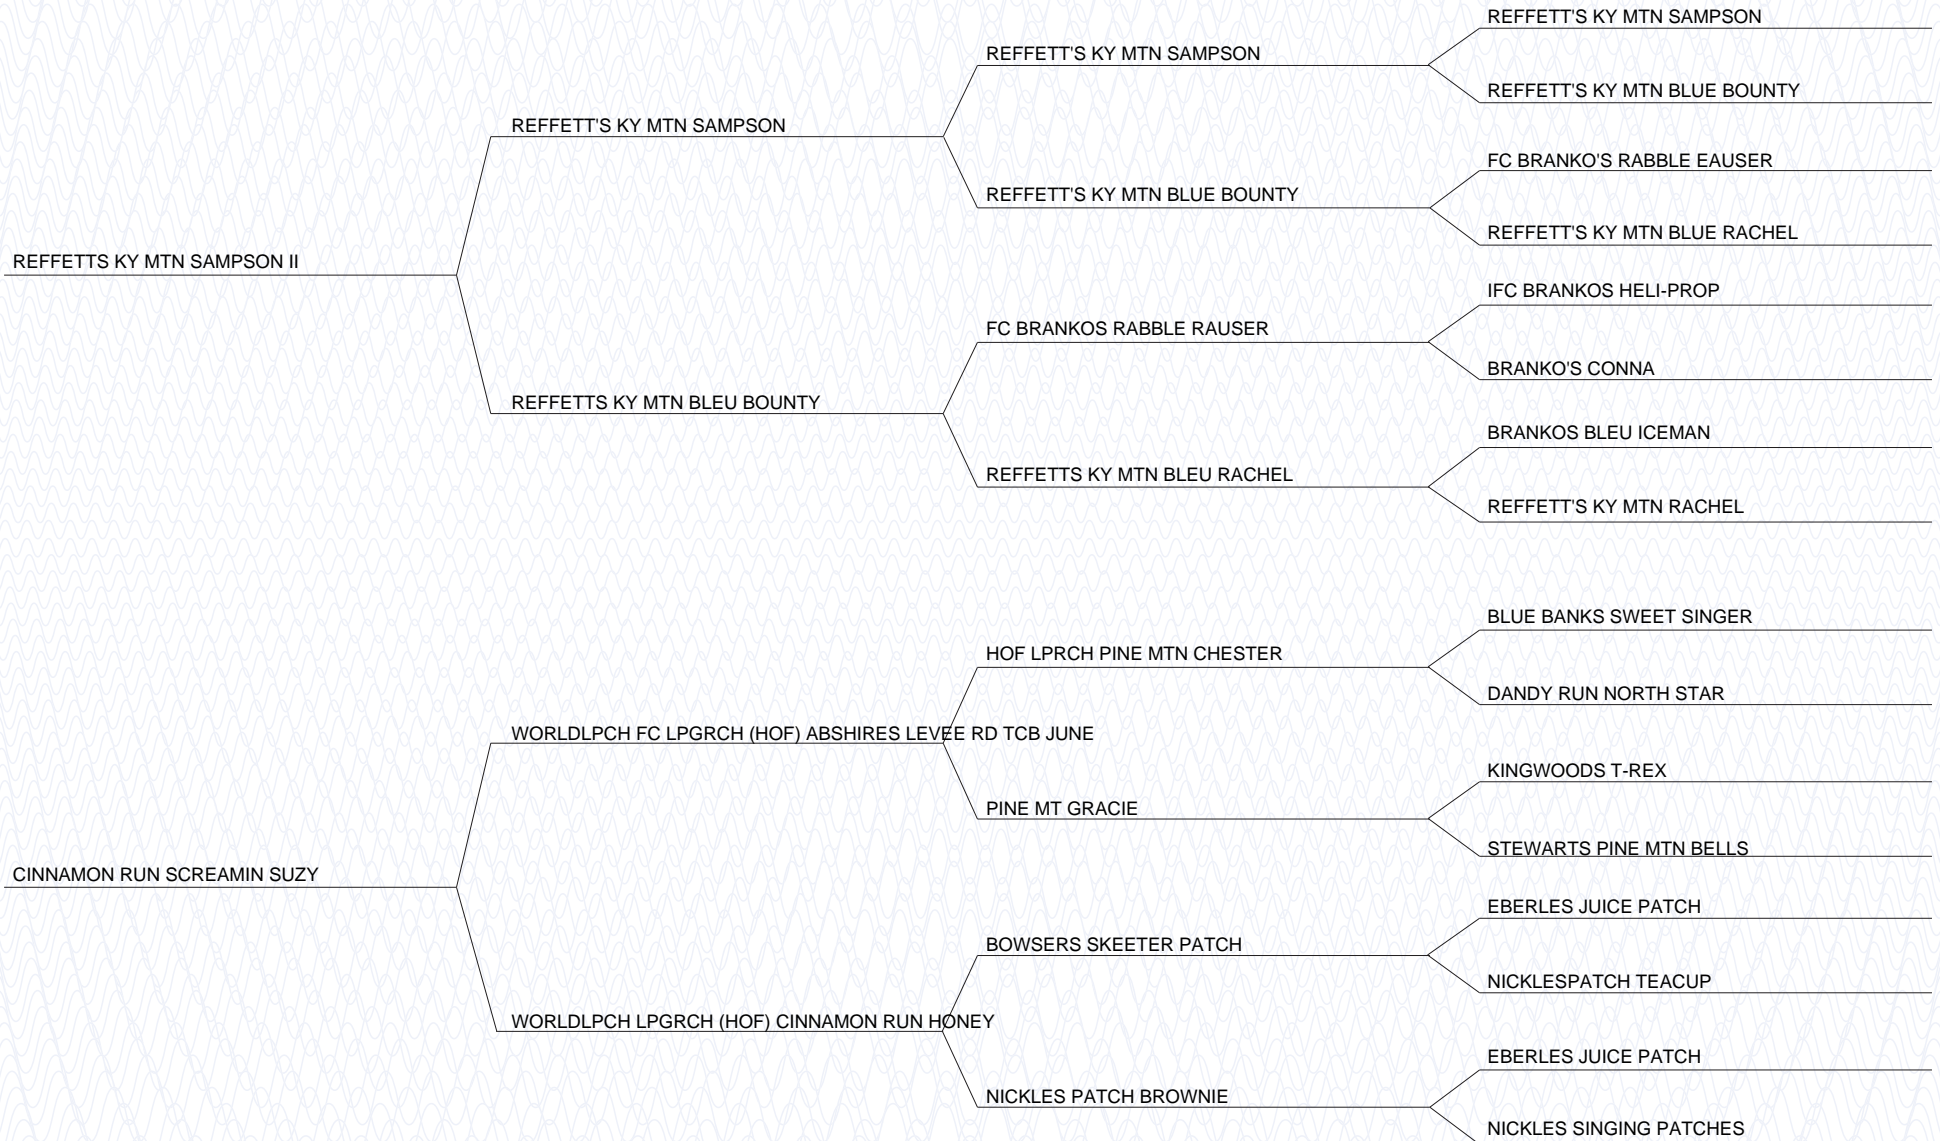 REFFETT'S KY MTN SAMPSON
REFFETT'S KY MTN SAMPSON
REFFETT'S KY MTN BLUE BOUNTY
REFFETT'S KY MTN SAMPSON
FC BRANKO'S RABBLE EAUSER
REFFETT'S KY MTN BLUE BOUNTY
REFFETT'S KY MTN BLUE RACHEL
REFFETTS KY MTN SAMPSON II
IFC BRANKOS HELI-PROP
FC BRANKOS RABBLE RAUSER
BRANKO'S CONNA
REFFETTS KY MTN BLEU BOUNTY
BRANKOS BLEU ICEMAN
REFFETTS KY MTN BLEU RACHEL
REFFETT'S KY MTN RACHEL
BLUE BANKS SWEET SINGER
HOF LPRCH PINE MTN CHESTER
DANDY RUN NORTH STAR
WORLDLPCH FC LPGRCH (HOF) ABSHIRES LEVEE RD TCB JUNE
KINGWOODS T-REX
PINE MT GRACIE
STEWARTS PINE MTN BELLS
CINNAMON RUN SCREAMIN SUZY
EBERLES JUICE PATCH
BOWSERS SKEETER PATCH
NICKLESPATCH TEACUP
WORLDLPCH LPGRCH (HOF) CINNAMON RUN HONEY
EBERLES JUICE PATCH
NICKLES PATCH BROWNIE
NICKLES SINGING PATCHES